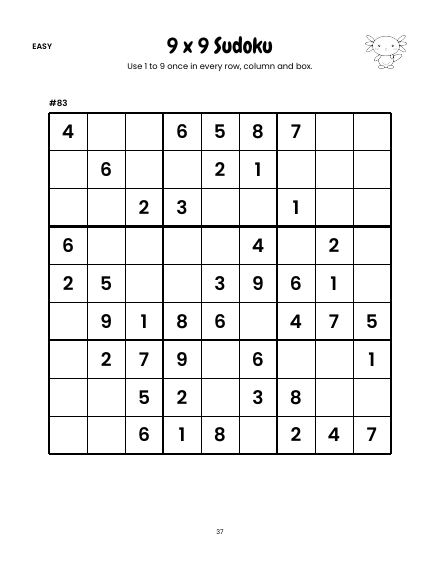 EASY
9 x 9 Sudoku
Use 1 to 9 once in every row, column and box.
#83
4 6 5 8 7
6 2 1
2 3 1
6 4 2
2 5 3 9 6 1
9 1 8 6 4 7 5
2 7 9 6 1
5 2 3 8
6 1 8 2 4 7
37